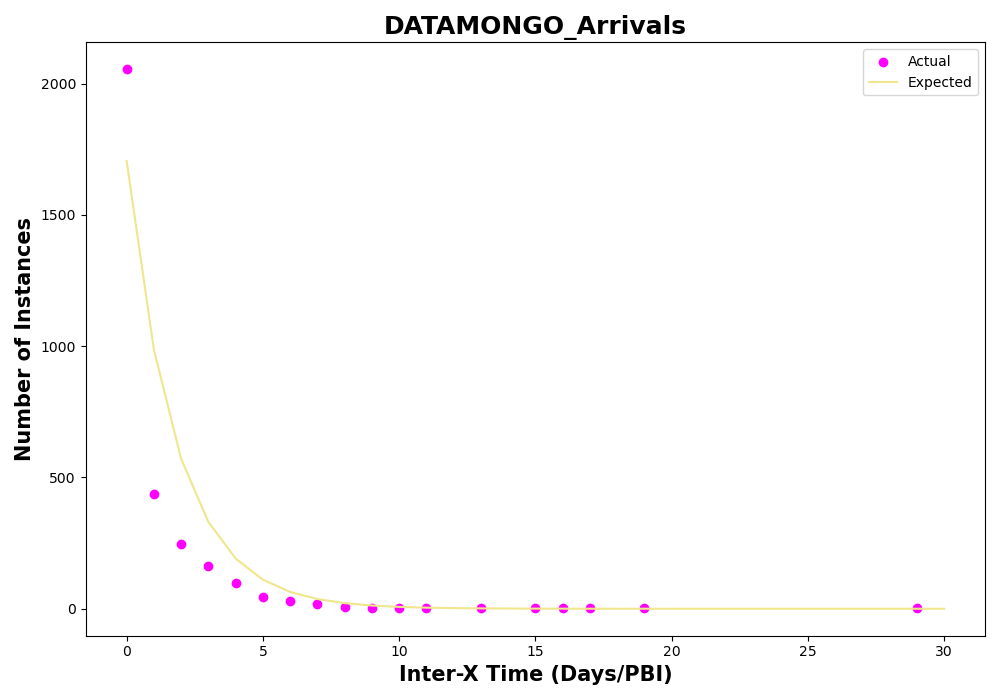 DATAMONGO_Arrivals
Actual
Expected
Number of Instances
2000
1500
1000
500
0
0 5 10 15 20 25 30
Inter-X Time (Days/PBI)